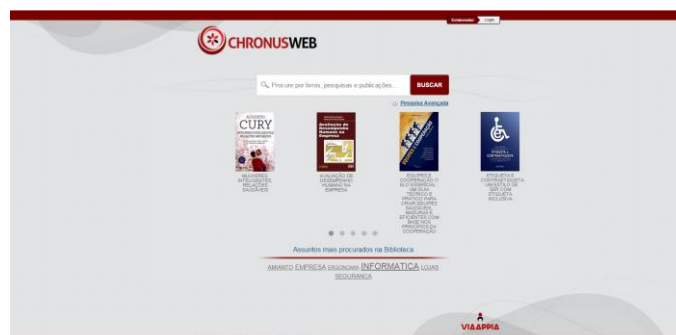 Colaborador Login
CHRONUSWEB
Procure por livros, pesquisas e publicações...
BUSCAR
Pesquisa Avançada
AUGUSTO
CURY
MULHERES
INTELIGENTES,
RELAÇÕES
SAUDÁVEIS
Avaliação de
Desempenho
Humano na
Empresa
AVALIAÇÃO DE
DESEMPENHO
HUMANO NA
EMPRESA
EQUIPES E
COOPERAÇÃO O
ELO ESSENCIAL
UM GUIA
TEÓRICO E
PRÁTICO PARA
CRIAR EQUIPES
SAUDÁVEIS,
MADURAS E
EFICIENTES COM
BASE NOS
PRINCÍPIOS DA
COOPERAÇÃO
ETIQUETA E
CONTRAETIQUETA
UM ESTILO DE
SER COM
ETIQUETA
INCLUSIVA
Assuntos mais procurados na Biblioteca
AMIANTO EMPRESA ERGONOMIA INFORMATICA LOJAS
SEGURANCA
VIAAPPIA